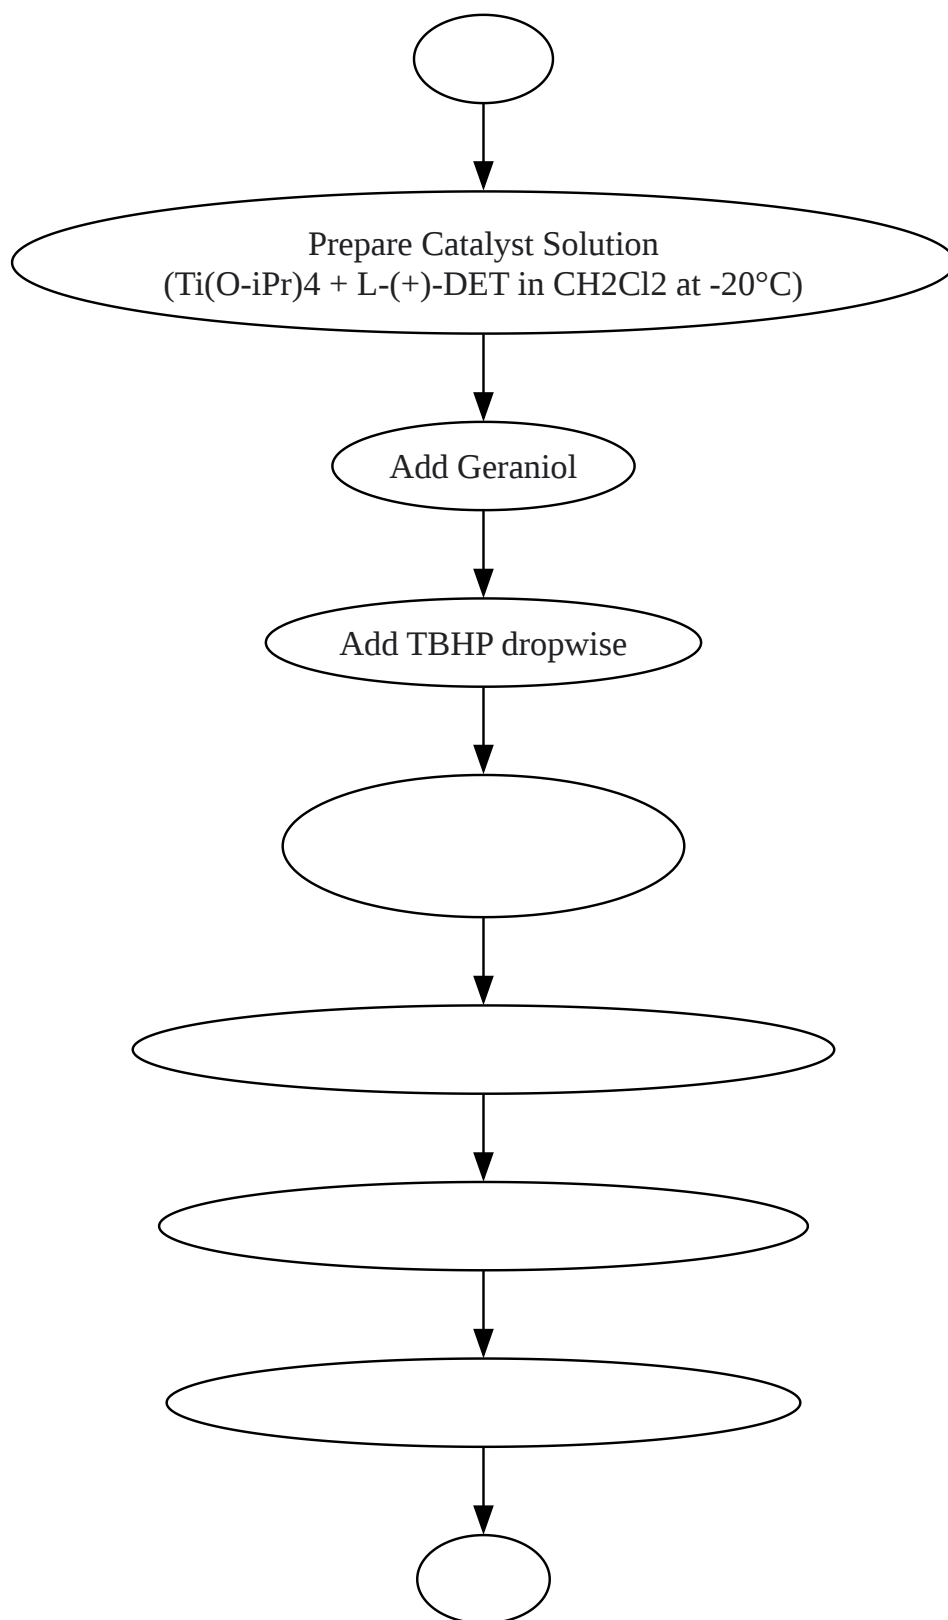 Prepare Catalyst Solution
(Ti(O-iPr)4 + L-(+)-DET in CH2Cl2 at -20°C)
Add Geraniol
Add TBHP dropwise